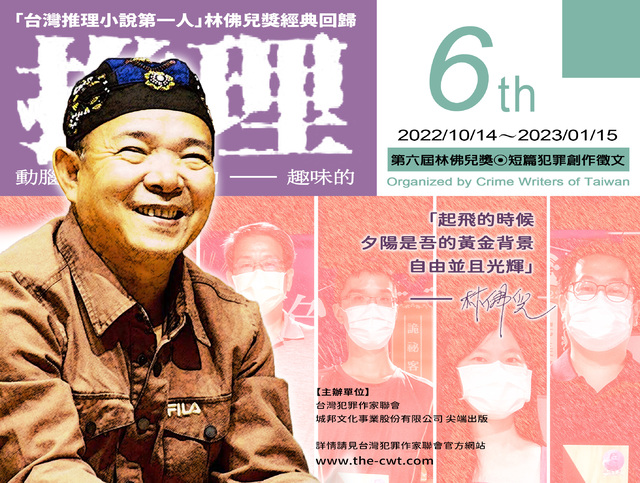 「台灣推理小說第一人」林佛兒獎經典回歸
推理
動腦
的 —— 趣味的
6th
2022/10/14～2023/01/15
第六屆林佛兒獎⊙短篇犯罪創作徵文
Organized by Crime Writers of Taiwan
「起飛的時候
夕陽是吾的黃金背景
自由並且光輝」
—— 林佛兒
詭祕客
FILA
【主辦單位】
台灣犯罪作家聯會
城邦文化事業股份有限公司 尖端出版
詳情請見台灣犯罪作家聯會官方網站
www.the-cwt.com